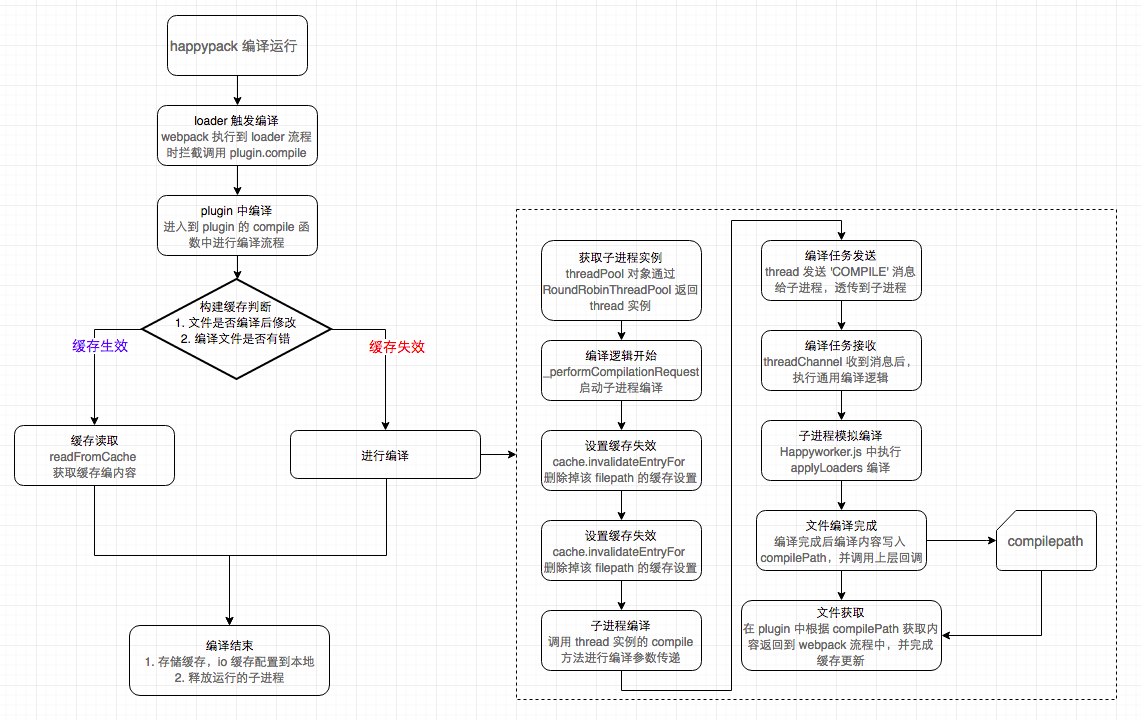 happypack 编译运行
loader 触发编译
webpack 执行到 loader 流程
时拦截调用 plugin.compile
plugin 中编译
进入到 plugin 的 compile 函
数中进行编译流程
构建缓存判断
1. 文件是否编译后修改
2. 编译文件是否有错
缓存生效
缓存失效
缓存读取
readFromCache
获取缓存编内容
进行编译
编译结束
1. 存储缓存，io 缓存配置到本地
2. 释放运行的子进程
获取子进程实例
threadPool 对象通过
RoundRobinThreadPool 返回
thread 实例
编译逻辑开始
_performCompilationRequest
启动子进程编译
设置缓存失效
cache.invalidateEntryFor
删除掉该 filepath 的缓存设置
设置缓存失效
cache.invalidateEntryFor
删除掉该 filepath 的缓存设置
子进程编译
调用 thread 实例的 compile
方法进行编译参数传递
编译任务发送
thread 发送 'COMPILE' 消息
给子进程，透传到子进程
编译任务接收
threadChannel 收到消息后，
执行通用编译逻辑
子进程模拟编译
Happyworker.js 中执行
applyLoaders 编译
文件编译完成
编译完成后编译内容写入
compilePath，并调用上层回调
compilepath
文件获取
在 plugin 中根据 compilePath 获取内
容返回到 webpack 流程中，并完成
缓存更新